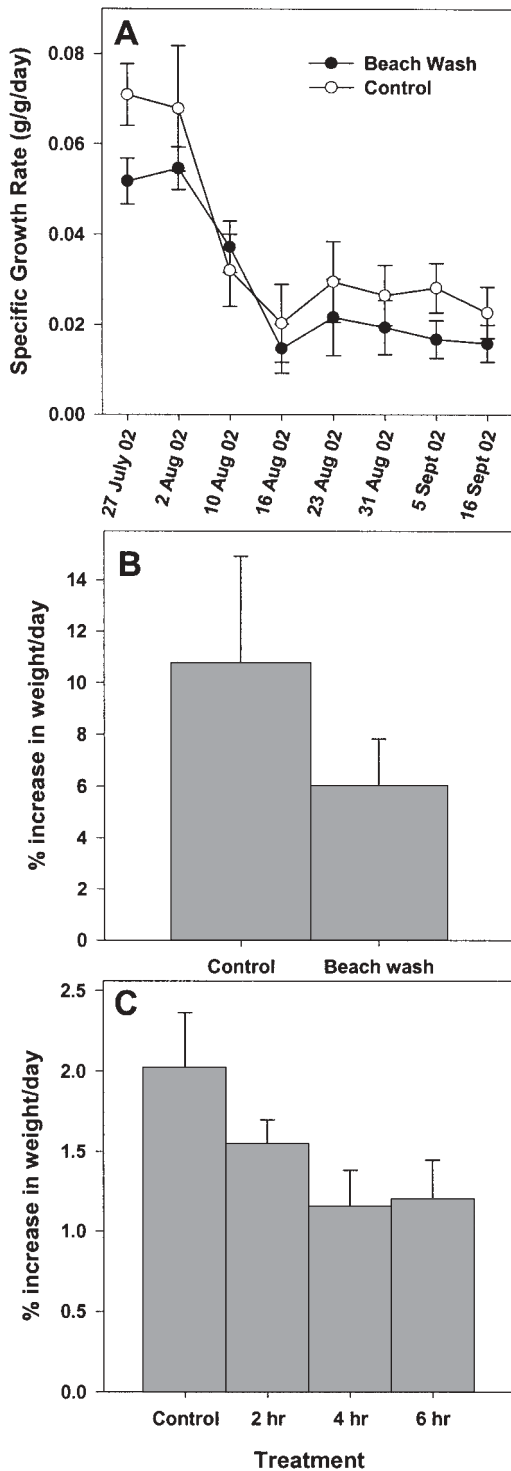 A
Beach Wash
Control
Specific Growth Rate (g/g/day)
0.08
0.06
0.04
0.02
0.00
27 July 02
2 Aug 02
10 Aug 02
16 Aug 02
23 Aug 02
31 Aug 02
5 Sept 02
16 Sept 02
B
% increase in weight/day
14
12
10
8
6
4
2
0
Control Beach wash
C
% increase in weight/day
2.5
2.0
1.5
1.0
0.5
0.0
Control 2 hr 4 hr 6 hr
Treatment